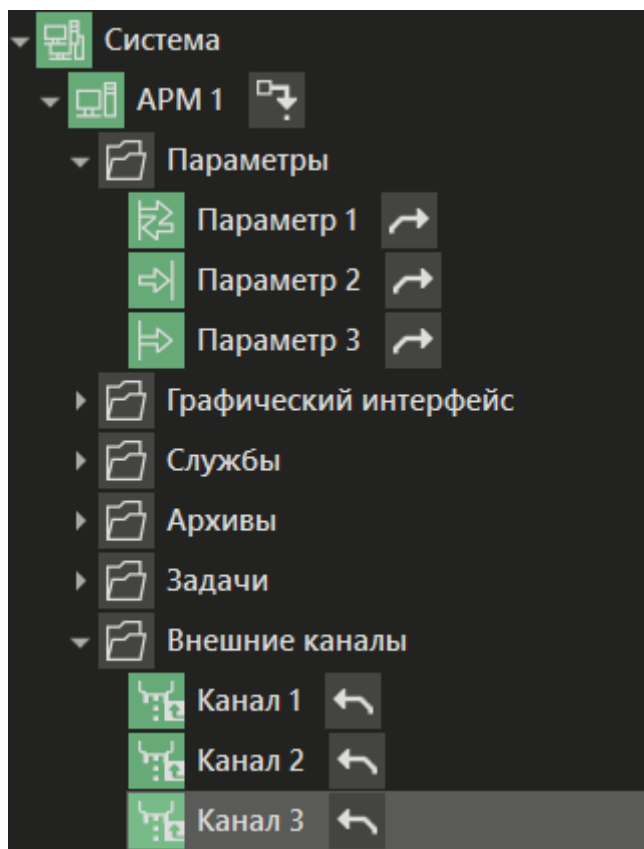 Система
АРМ 1
Параметры
Параметр 1
Параметр 2
Параметр 3
Графический интерфейс
Службы
Архивы
Задачи
Внешние каналы
Канал 1
Канал 2
Канал 3